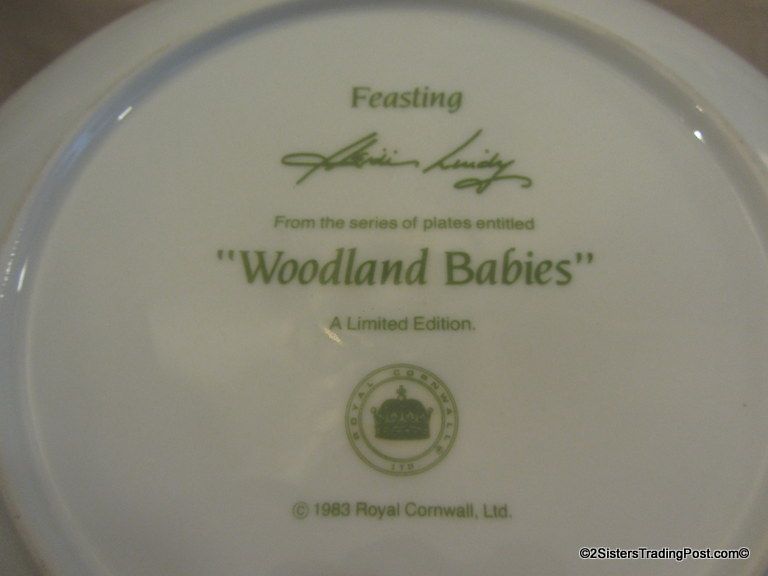 Feasting
From the series of plates entitled
"Woodland Babies"
A Limited Edition.
ROYAL CORNWALL
LTD
© 1983 Royal Cornwall, Ltd.
©2SistersTradingPost.com©